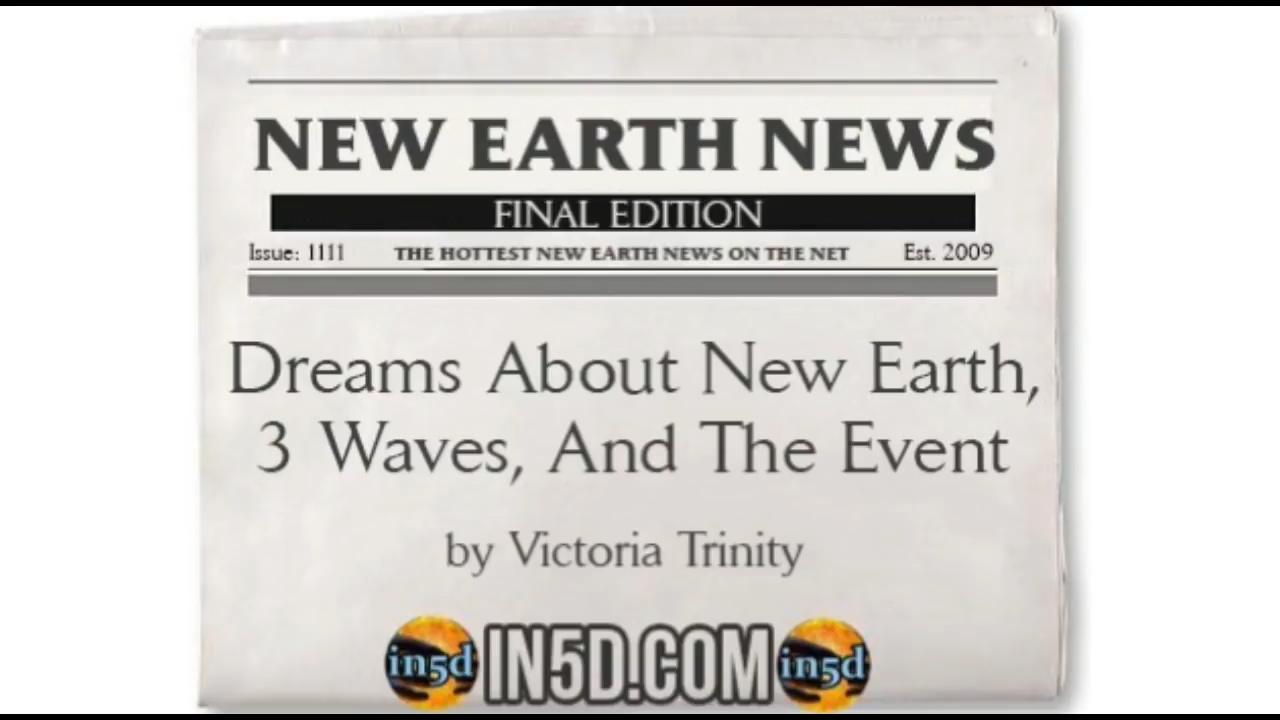 NEW EARTH NEWS
FINAL EDITION
Issue: 1111 THE HOTTEST NEW EARTH NEWS ON THE NET Est. 2009
Dreams About New Earth,
3 Waves, And The Event
by Victoria Trinity
in5d IN5D.COM in5d